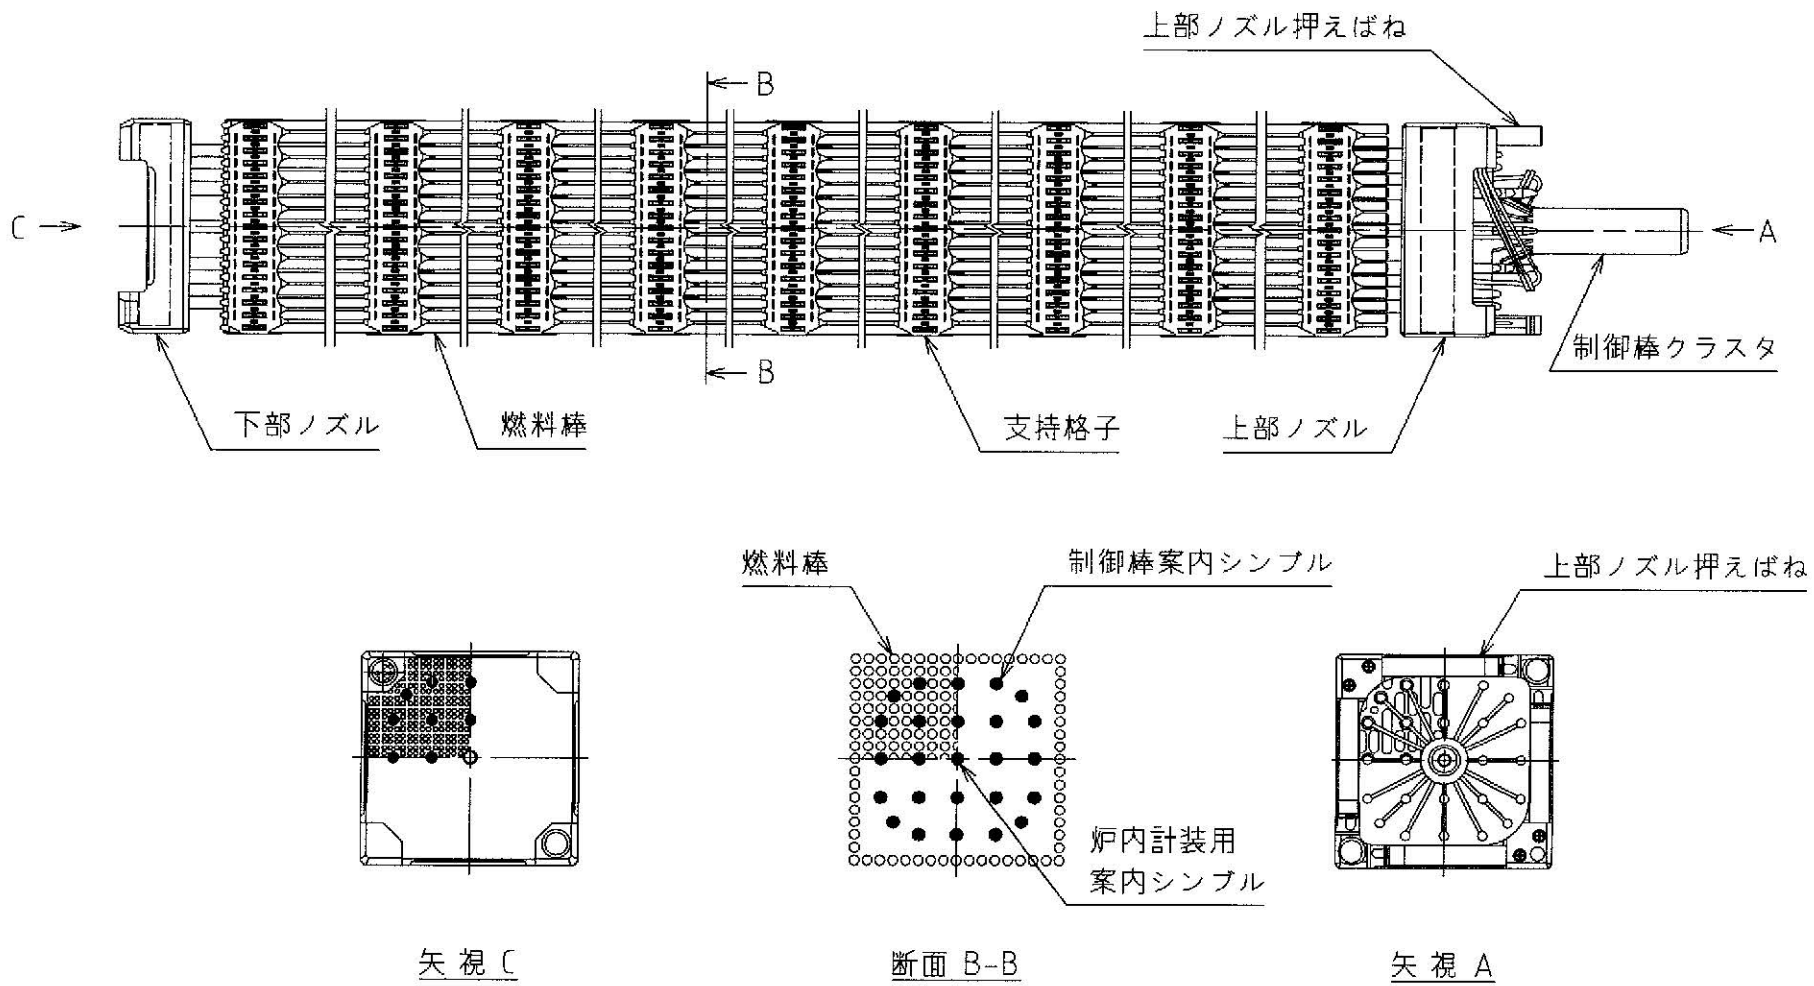 上部ノズル押えばね
B
C
A
制御棒クラスタ
B
下部ノズル
燃料棒
支持格子
上部ノズル
燃料棒
制御棒案内シンブル
上部ノズル押えばね
炉内計装用
案内シンブル
矢視 C
断面 B-B
矢視 A